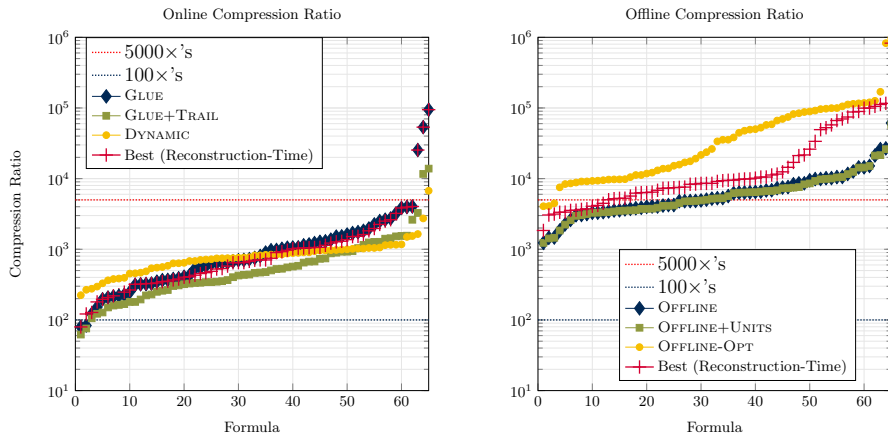 Online Compression Ratio
10^6
10^5
10^4
10^3
10^2
10^1
Compression Ratio
5000×'s
100×'s
GLUE
GLUE+TRAIL
DYNAMIC
Best (Reconstruction-Time)
0 10 20 30 40 50 60
Formula
Offline Compression Ratio
10^6
10^5
10^4
10^3
10^2
10^1
5000×'s
100×'s
OFFLINE
OFFLINE+UNITS
OFFLINE-OPT
Best (Reconstruction-Time)
0 10 20 30 40 50 60
Formula